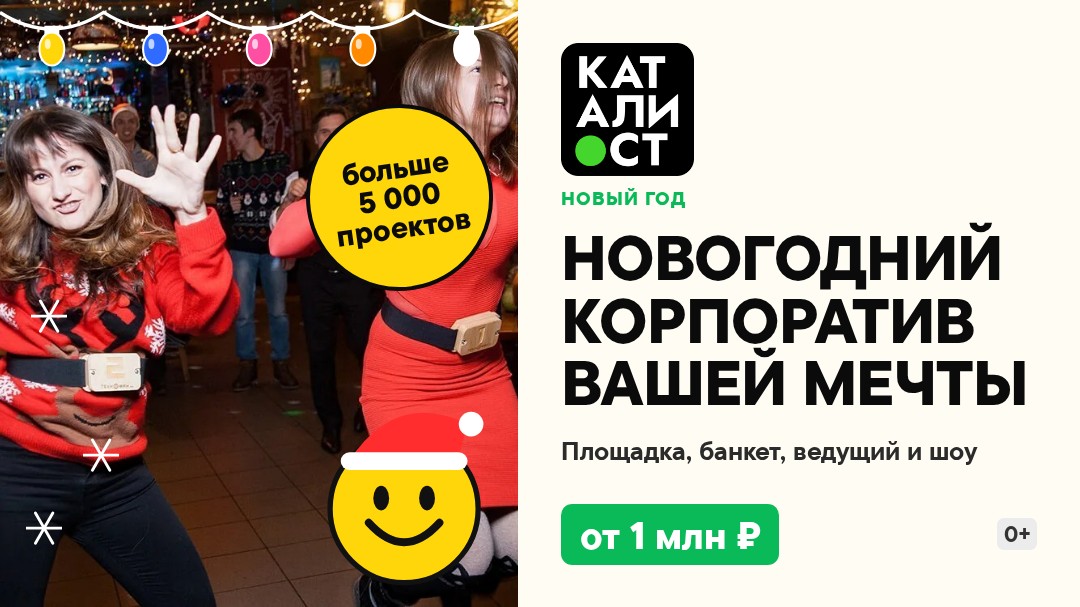 больше
5 000
проектов
КАТ
АЛИ
СТ
НОВЫЙ ГОД
НОВОГОДНИЙ
КОРПОРАТИВ
ВАШЕЙ МЕЧТЫ
Площадка, банкет, ведущий и шоу
от 1 млн ₽
0+